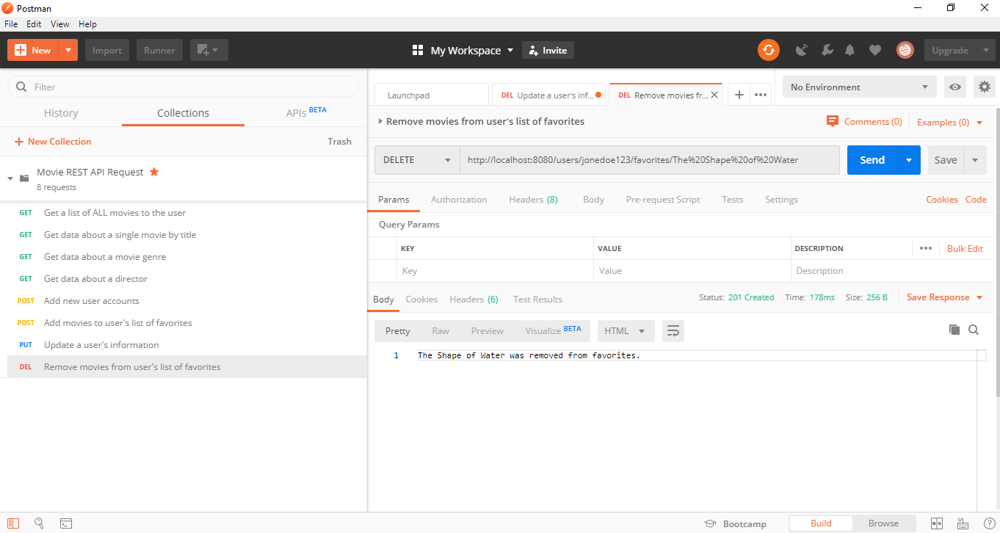 Postman
File Edit View Help
New Import Runner My Workspace Invite Upgrade
Filter
History Collections APIs BETA
New Collection Trash
Movie REST API Request
8 requests
GET Get a list of ALL movies to the user
GET Get data about a single movie by title
GET Get data about a movie genre
GET Get data about a director
POST Add new user accounts
POST Add movies to user's list of favorites
PUT Update a user's information
DEL Remove movies from user's list of favorites
Launchpad DEL Update a user's inf... DEL Remove movies fr... No Environment
Remove movies from user's list of favorites Comments (0) Examples (0)
DELETE http://localhost:8080/users/jonedoe123/favorites/The%20Shape%20of%20Water Send Save
Params Authorization Headers (8) Body Pre-request Script Tests Settings Cookies Code
Query Params
KEY VALUE DESCRIPTION Bulk Edit
Key Value Description
Body Cookies Headers (6) Test Results Status: 201 Created Time: 178ms Size: 256 B Save Response
Pretty Raw Preview Visualize BETA HTML
1 The Shape of Water was removed from favorites.
Bootcamp Build Browse